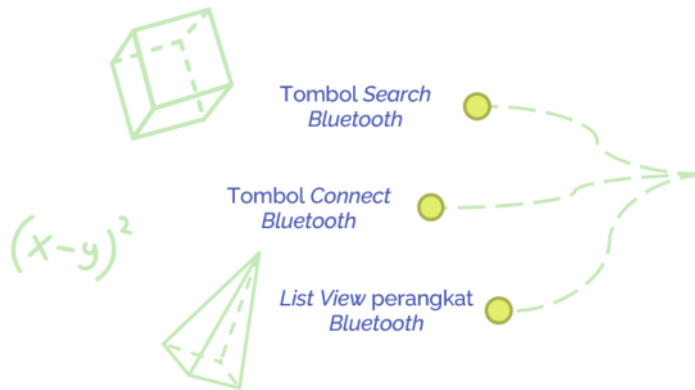 Tombol Search
Bluetooth
Tombol Connect
Bluetooth
(x-y)²
List View perangkat
Bluetooth